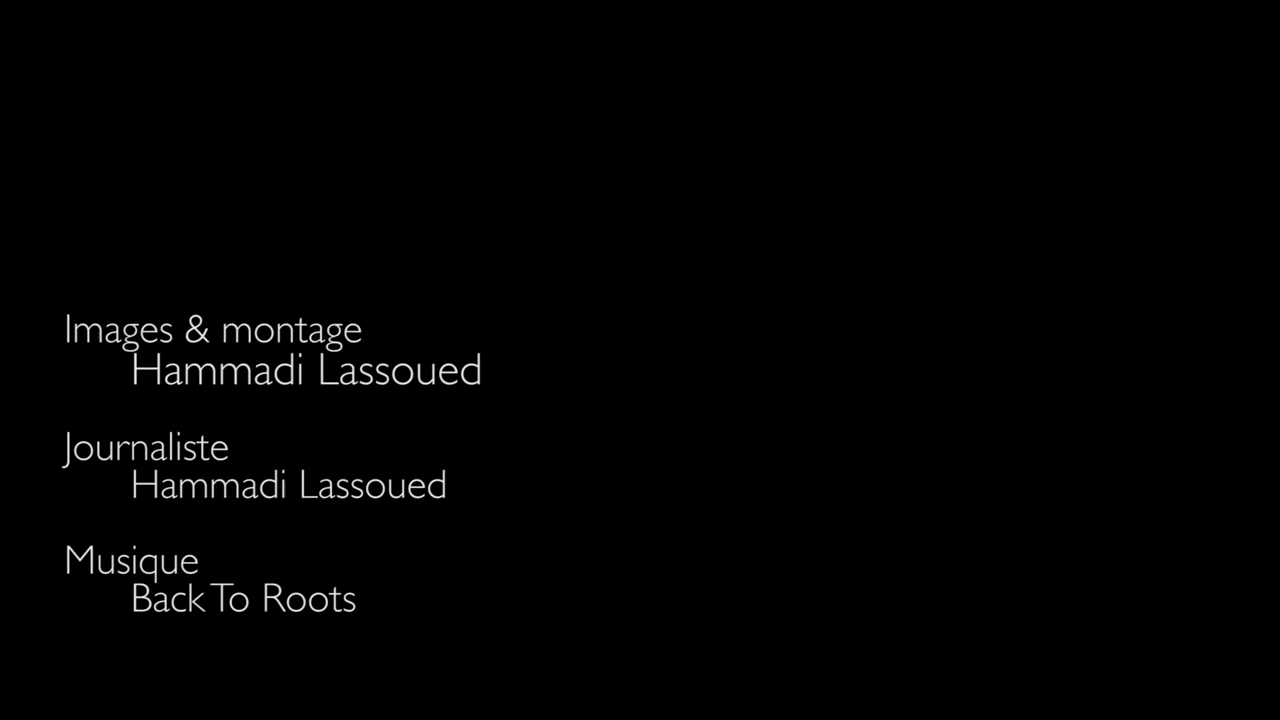 Images & montage
Hammadi Lassoued
Journaliste
Hammadi Lassoued
Musique
Back To Roots